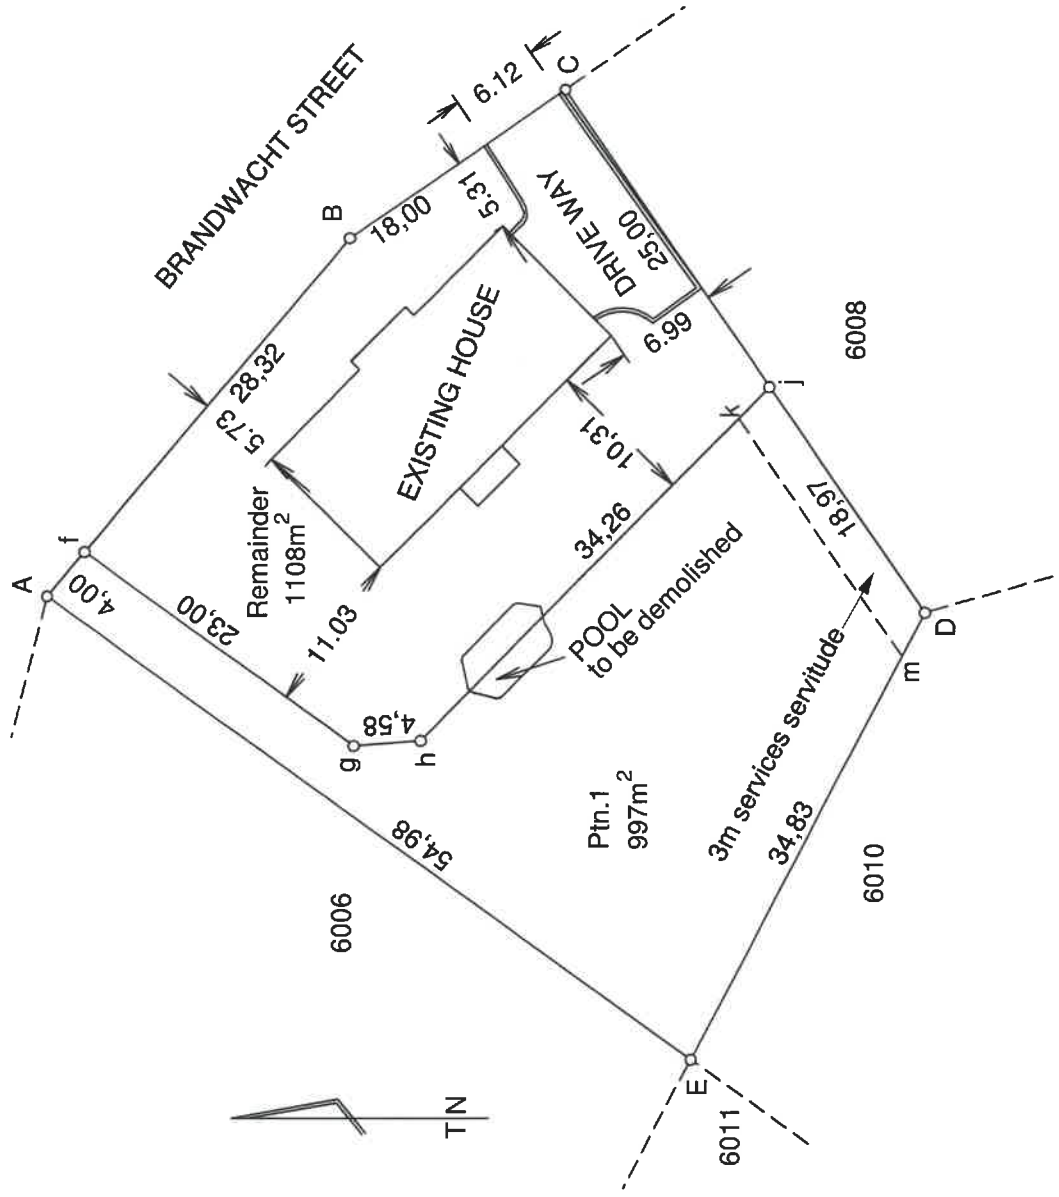 BRANDWACHT STREET
A
f
B
C
g
h
k
j
D
m
E
4,00
28,32
5.73
18,00
5.31
6.12
DRIVE WAY
25,00
6.99
EXISTING HOUSE
Remainder
1108m²
23,00
11.03
4,58
10,31
34,26
POOL
to be demolished
18,97
3m services servitude
Ptn.1
997m²
54,98
34,83
6006
6008
6010
6011
T N